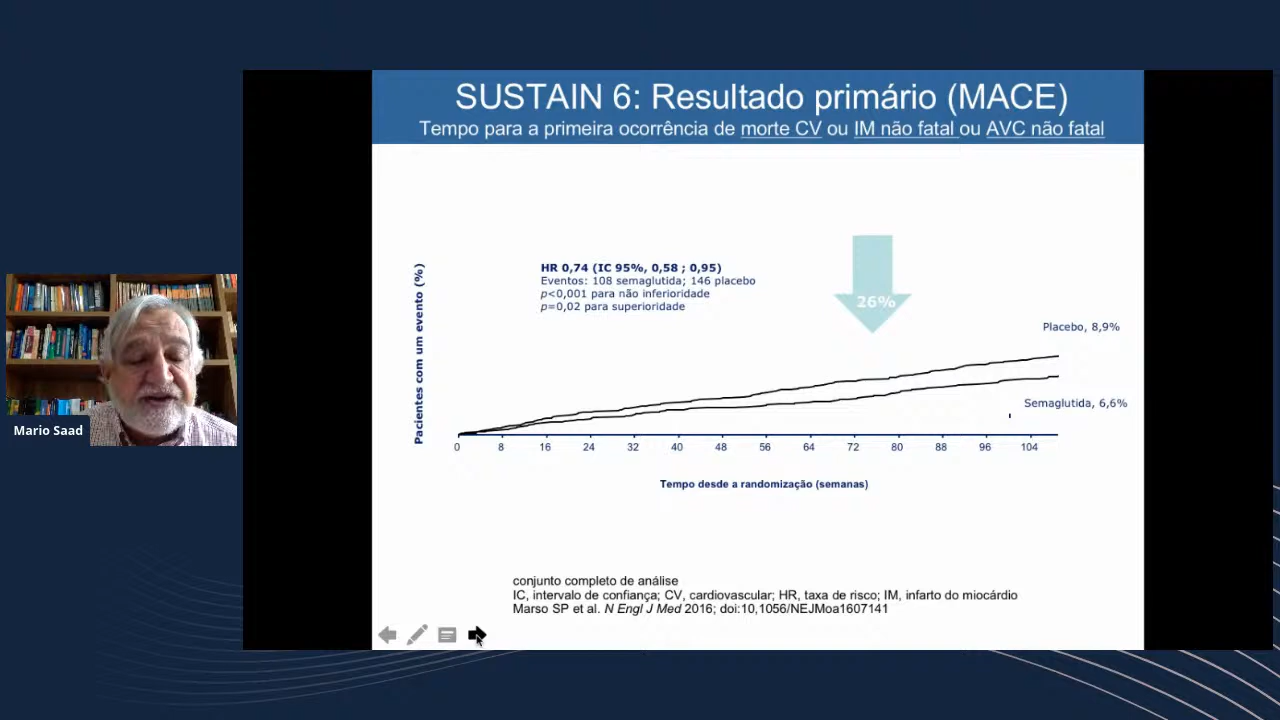 SUSTAIN 6: Resultado primário (MACE)
Tempo para a primeira ocorrência de morte CV ou IM não fatal ou AVC não fatal
HR 0,74 (IC 95%, 0,58 ; 0,95)
Eventos: 108 semaglutida; 146 placebo
p<0,001 para não inferioridade
p=0,02 para superioridade
26%
Placebo, 8,9%
Semaglutida, 6,6%
Pacientes com um evento (%)
0 8 16 24 32 40 48 56 64 72 80 88 96 104
Tempo desde a randomização (semanas)
Mario Saad
conjunto completo de análise
IC, intervalo de confiança; CV, cardiovascular; HR, taxa de risco; IM, infarto do miocárdio
Marso SP et al. N Engl J Med 2016; doi:10,1056/NEJMoa1607141